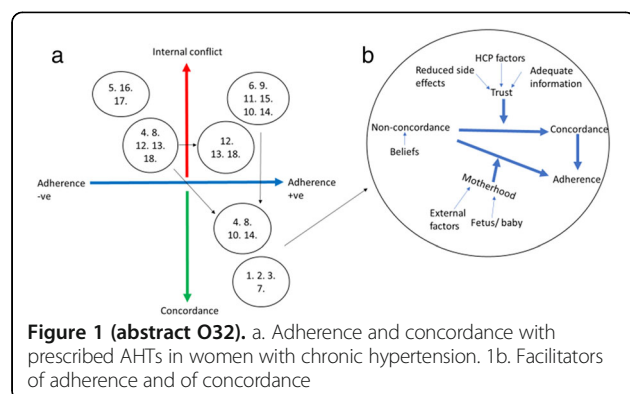 a
Internal conflict
5. 16.
17.
6. 9.
11. 15.
10. 14.
4. 8.
12. 13.
18.
12.
13. 18.
Adherence
-ve
Adherence
+ve
4. 8.
10. 14.
1. 2. 3.
7.
Concordance
b
HCP factors
Reduced side
effects
Adequate
information
Trust
Non-concordance
Concordance
Beliefs
Motherhood
Adherence
External
factors
Fetus/ baby
Figure 1 (abstract O32). a. Adherence and concordance with
prescribed AHTs in women with chronic hypertension. 1b. Facilitators
of adherence and of concordance